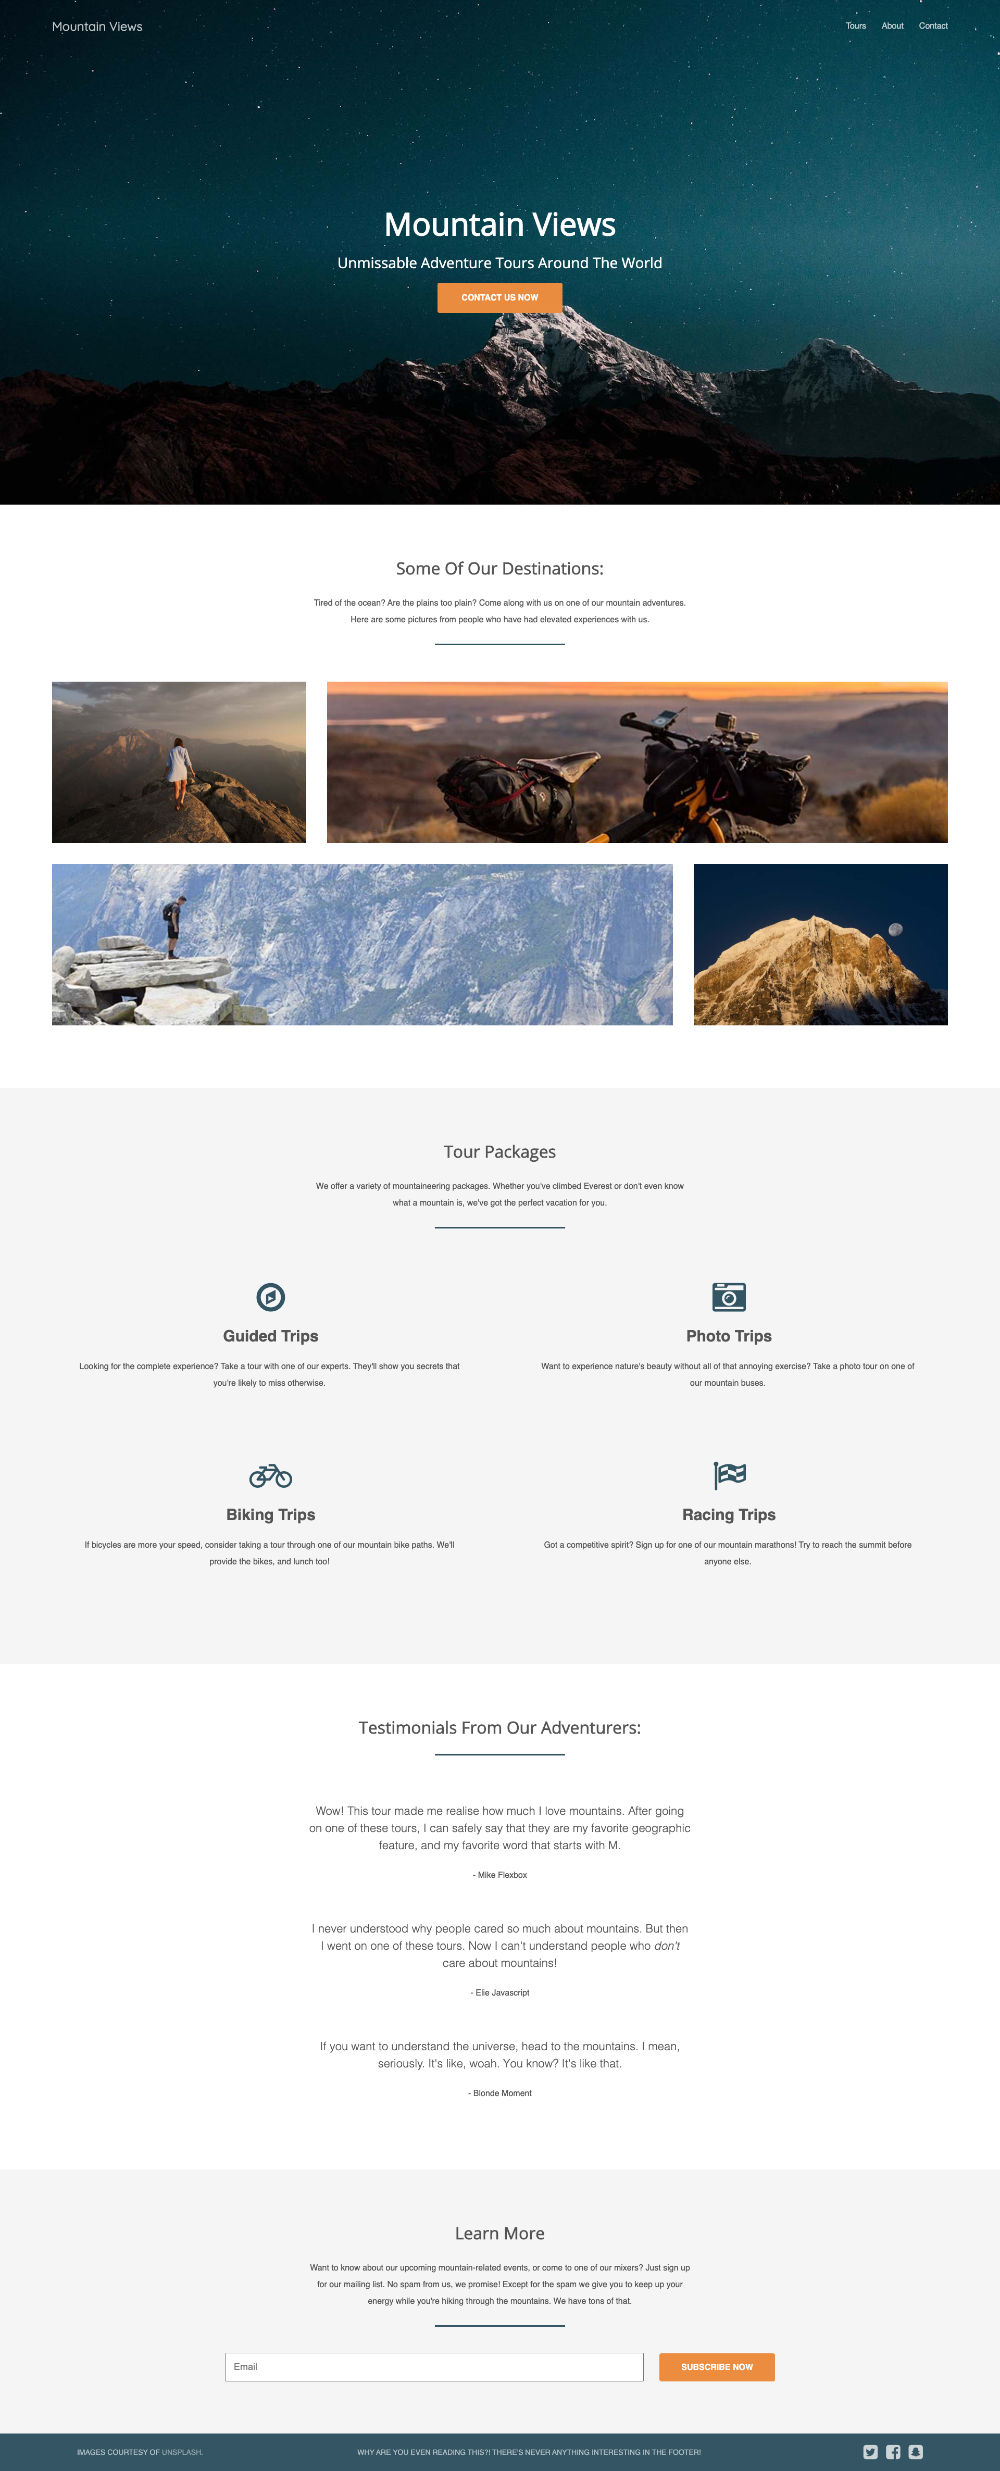 Mountain Views
Tours About Contact
Mountain Views
Unmissable Adventure Tours Around The World
CONTACT US NOW
Some Of Our Destinations:
Tired of the ocean? Are the plains too plain? Come along with us on one of our mountain adventures.
Here are some pictures from people who have had elevated experiences with us.
Tour Packages
We offer a variety of mountaineering packages. Whether you've climbed Everest or don't even know
what a mountain is, we've got the perfect vacation for you.
Guided Trips
Looking for the complete experience? Take a tour with one of our experts. They'll show you secrets that
you're likely to miss otherwise.
Photo Trips
Want to experience nature's beauty without all of that annoying exercise? Take a photo tour on one of
our mountain buses.
Biking Trips
If bicycles are more your speed, consider taking a tour through one of our mountain bike paths. We'll
provide the bikes, and lunch too!
Racing Trips
Got a competitive spirit? Sign up for one of our mountain marathons! Try to reach the summit before
anyone else.
Testimonials From Our Adventurers:
Wow! This tour made me realise how much I love mountains. After going
on one of these tours, I can safely say that they are my favorite geographic
feature, and my favorite word that starts with M.
- Mike Flexbox
I never understood why people cared so much about mountains. But then
I went on one of these tours. Now I can't understand people who don't
care about mountains!
- Elie Javascript
If you want to understand the universe, head to the mountains. I mean,
seriously. It's like, woah. You know? It's like that.
- Blonde Moment
Learn More
Want to know about our upcoming mountain-related events, or come to one of our mixers? Just sign up
for our mailing list. No spam from us, we promise! Except for the spam we give you to keep up your
energy while you're hiking through the mountains. We have tons of that.
Email
SUBSCRIBE NOW
IMAGES COURTESY OF UNSPLASH.
WHY ARE YOU EVEN READING THIS?! THERE'S NEVER ANYTHING INTERESTING IN THE FOOTER!